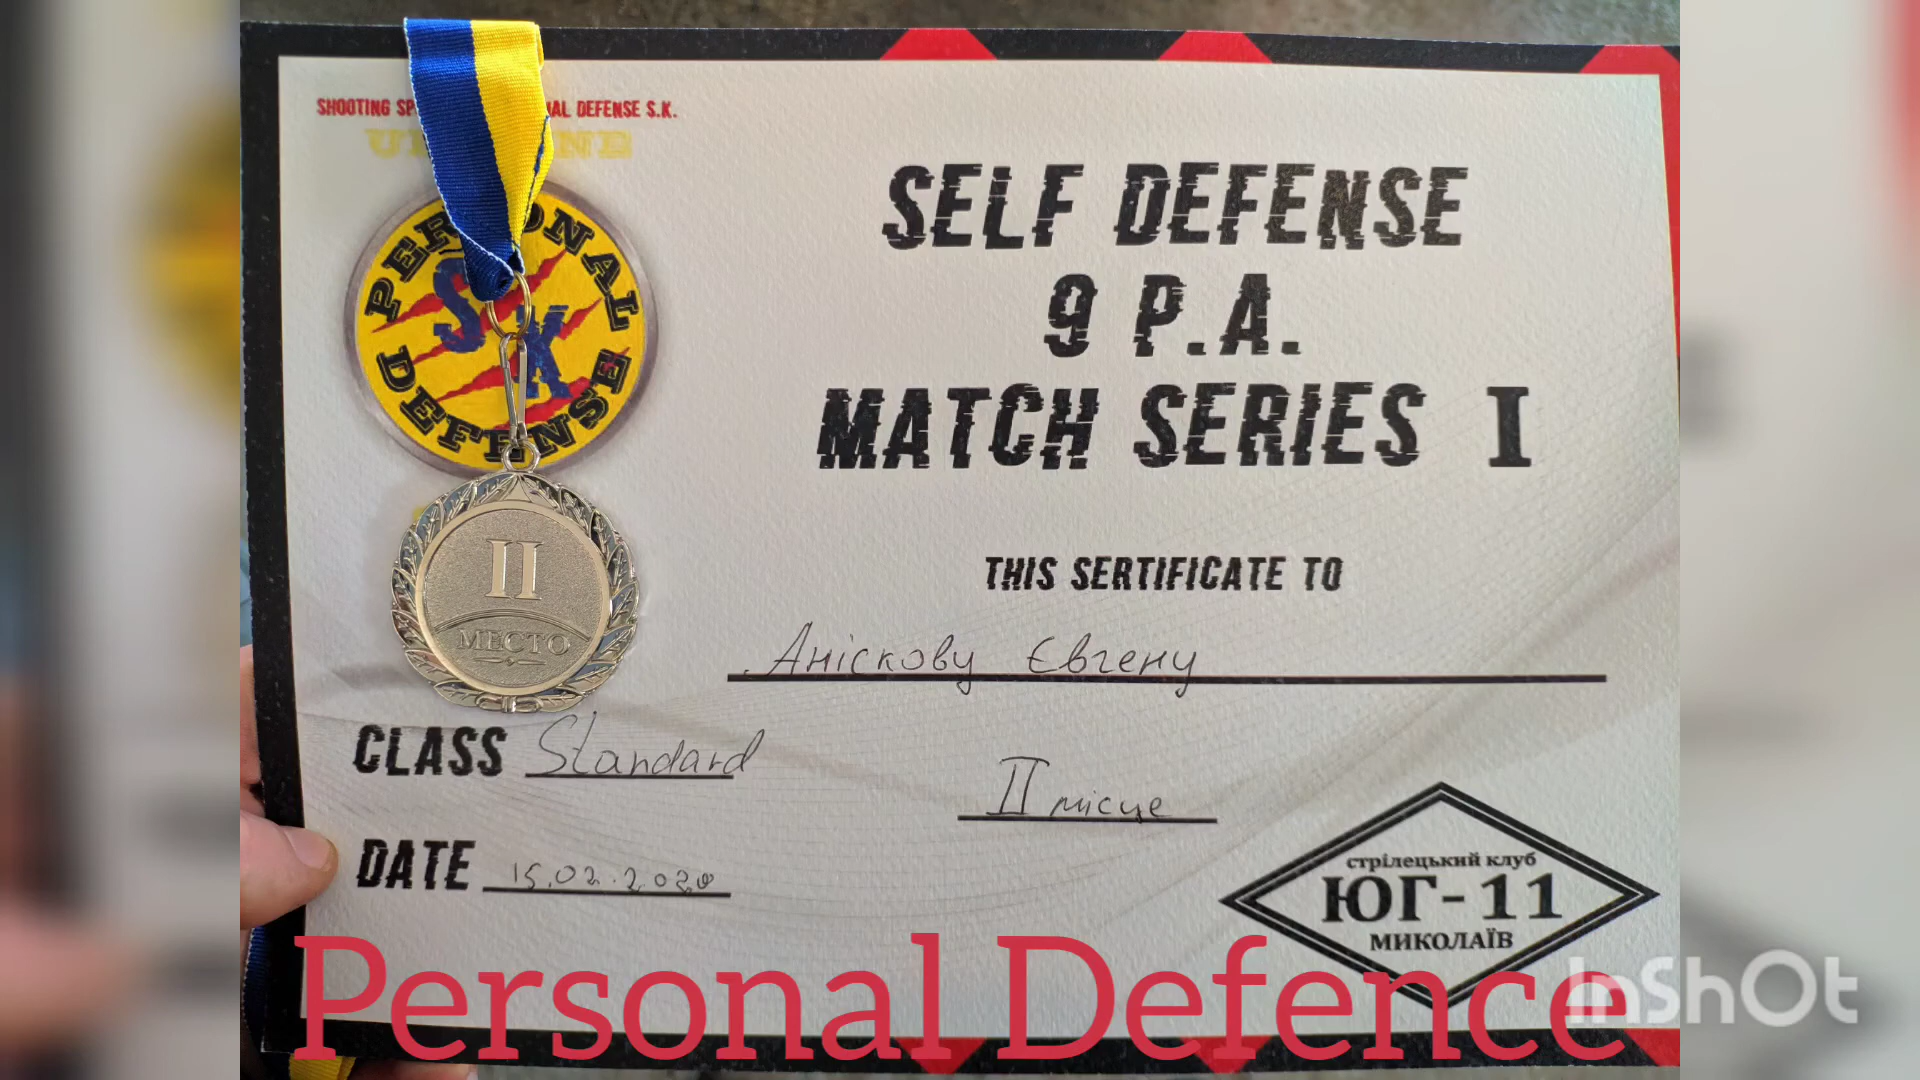 SHOOTING SP AL DEFENSE S.K.
PERSONAL
SK
DEFENSE
II
МЕСТО
SELF DEFENSE
9 P.A.
MATCH SERIES I
THIS SERTIFICATE TO
Аніскову Євгену
CLASS Standard
II місце
DATE 15.02.2020
стрілецький клуб
ЮГ-11
МИКОЛАЇВ
Personal Defence
InShOt